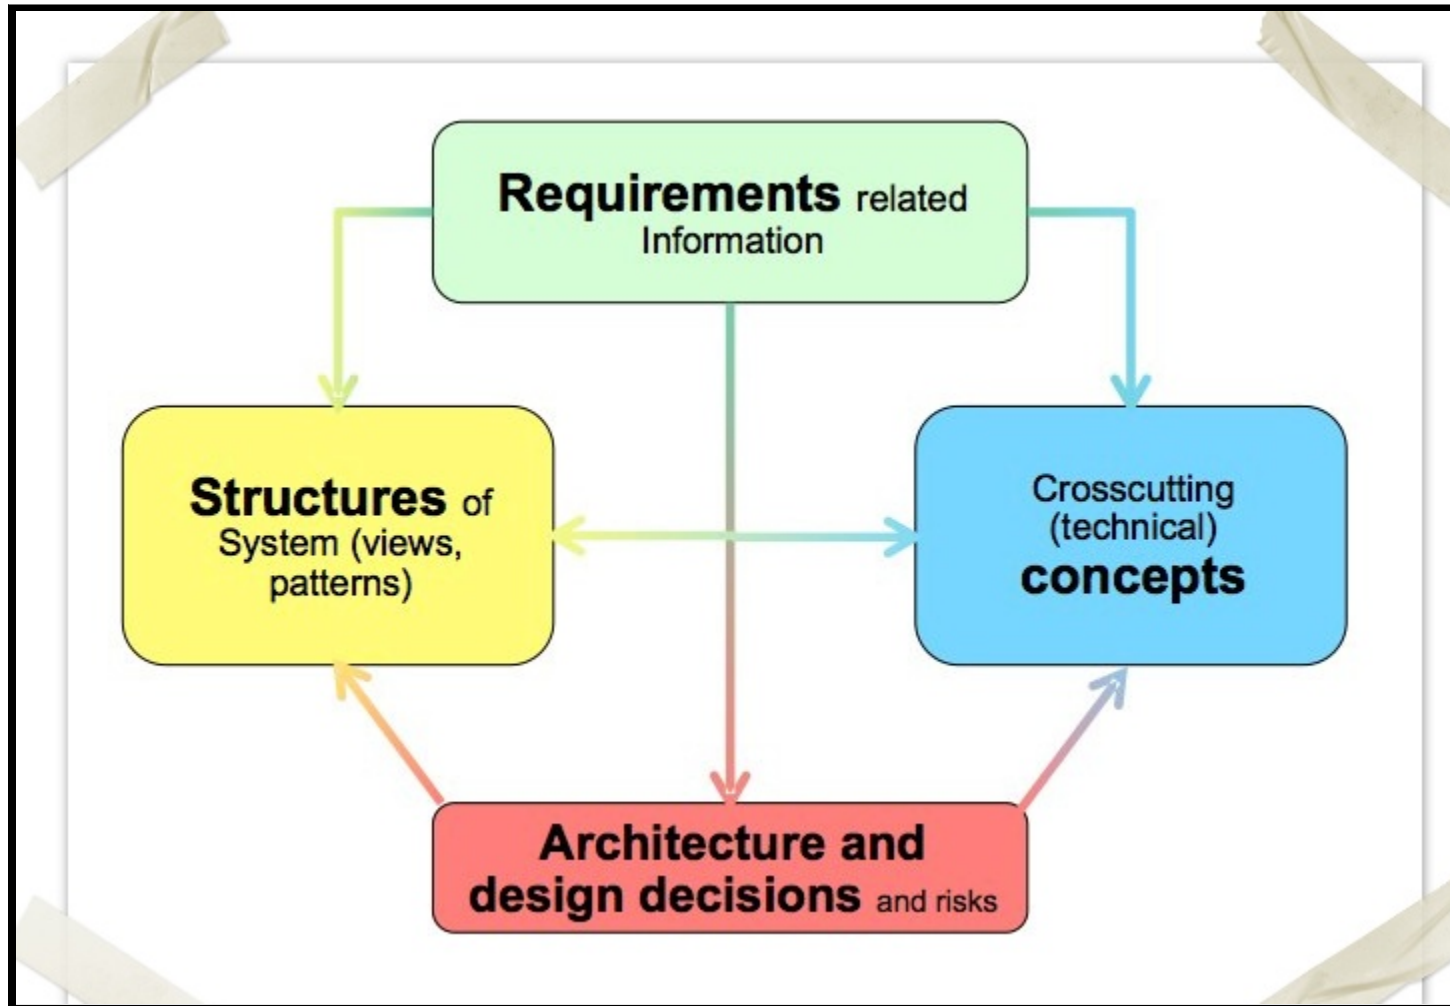 Requirements related
Information
Structures of
System (views,
patterns)
Crosscutting
(technical)
concepts
Architecture and
design decisions and risks